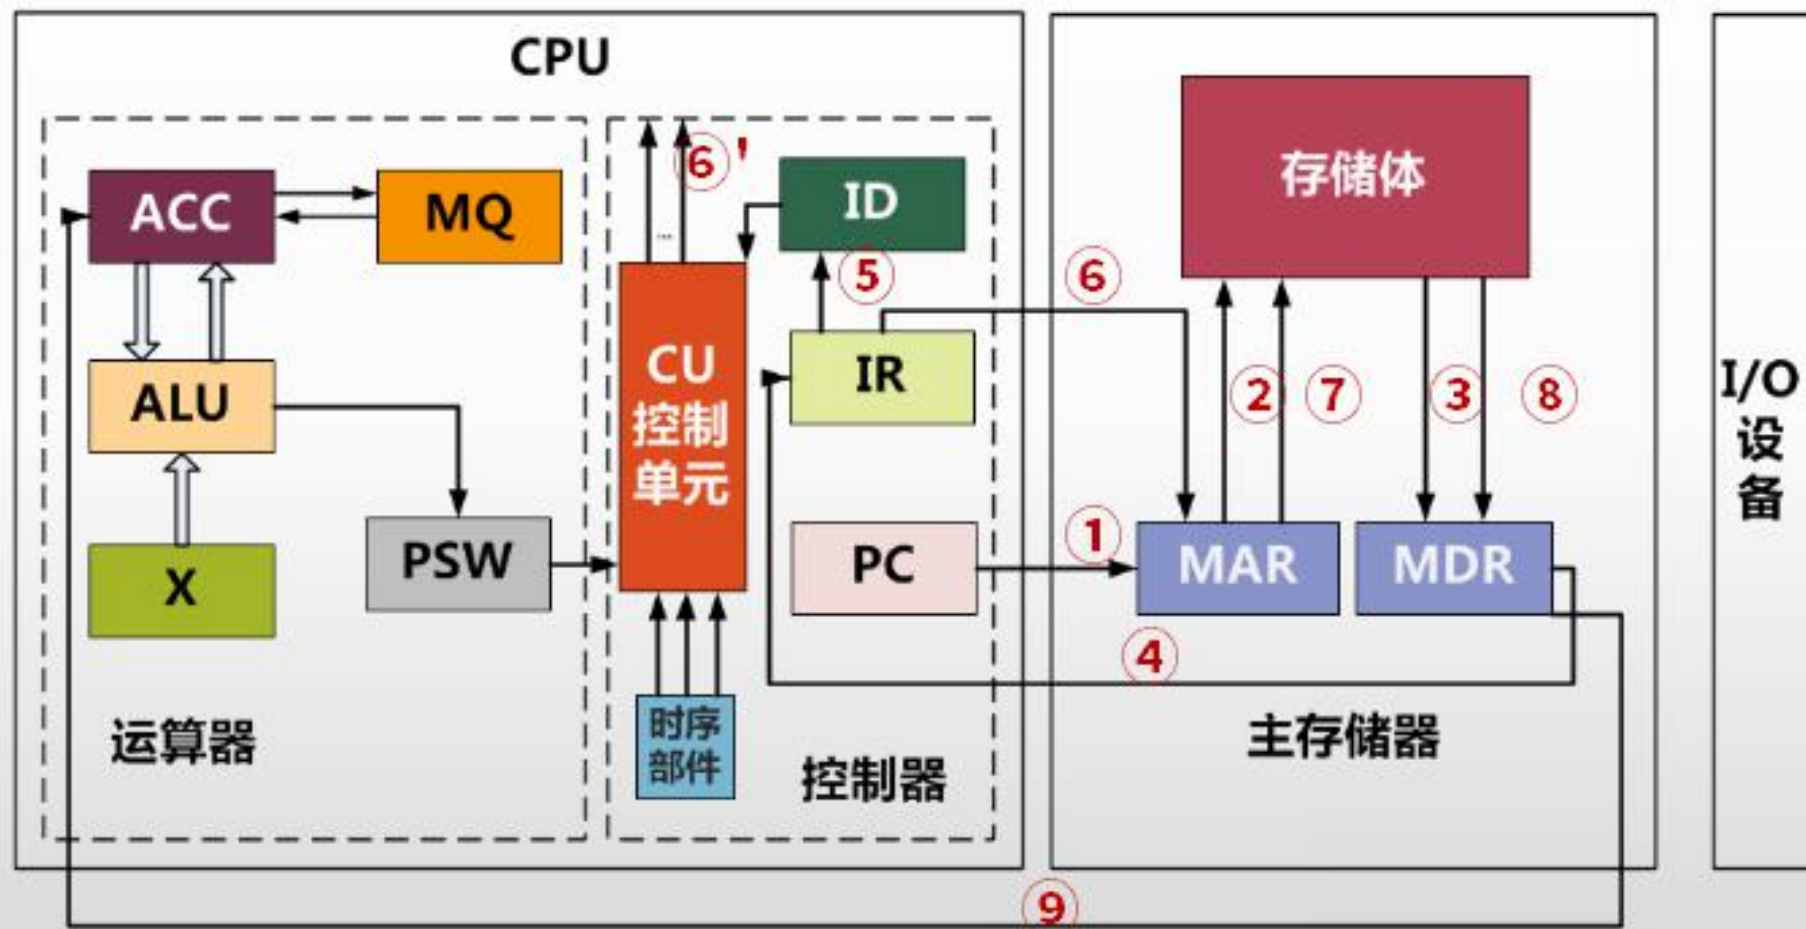 CPU
ACC
MQ
ALU
X
PSW
运算器
⑥'
...
ID
⑤
CU
控制
单元
IR
PC
时序
部件
控制器
⑥
①
④
⑨
存储体
②
⑦
③
⑧
MAR
MDR
主存储器
I/O
设
备